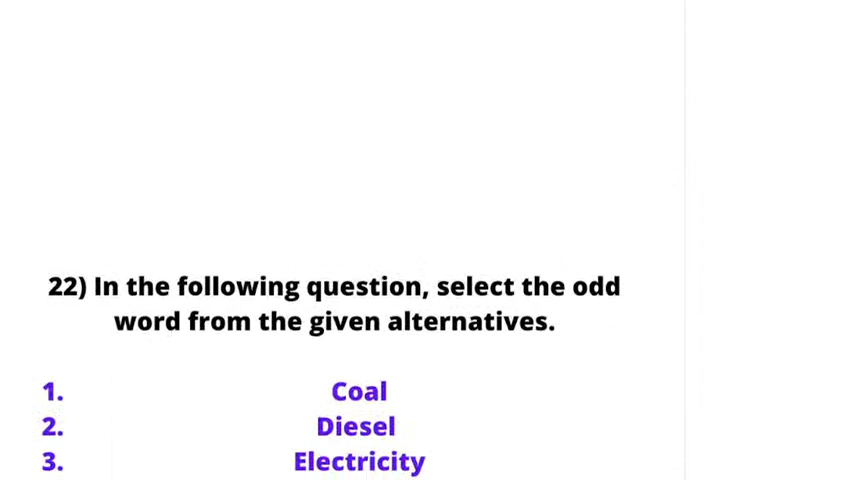 22) In the following question, select the odd
word from the given alternatives.
1. Coal
2. Diesel
3. Electricity